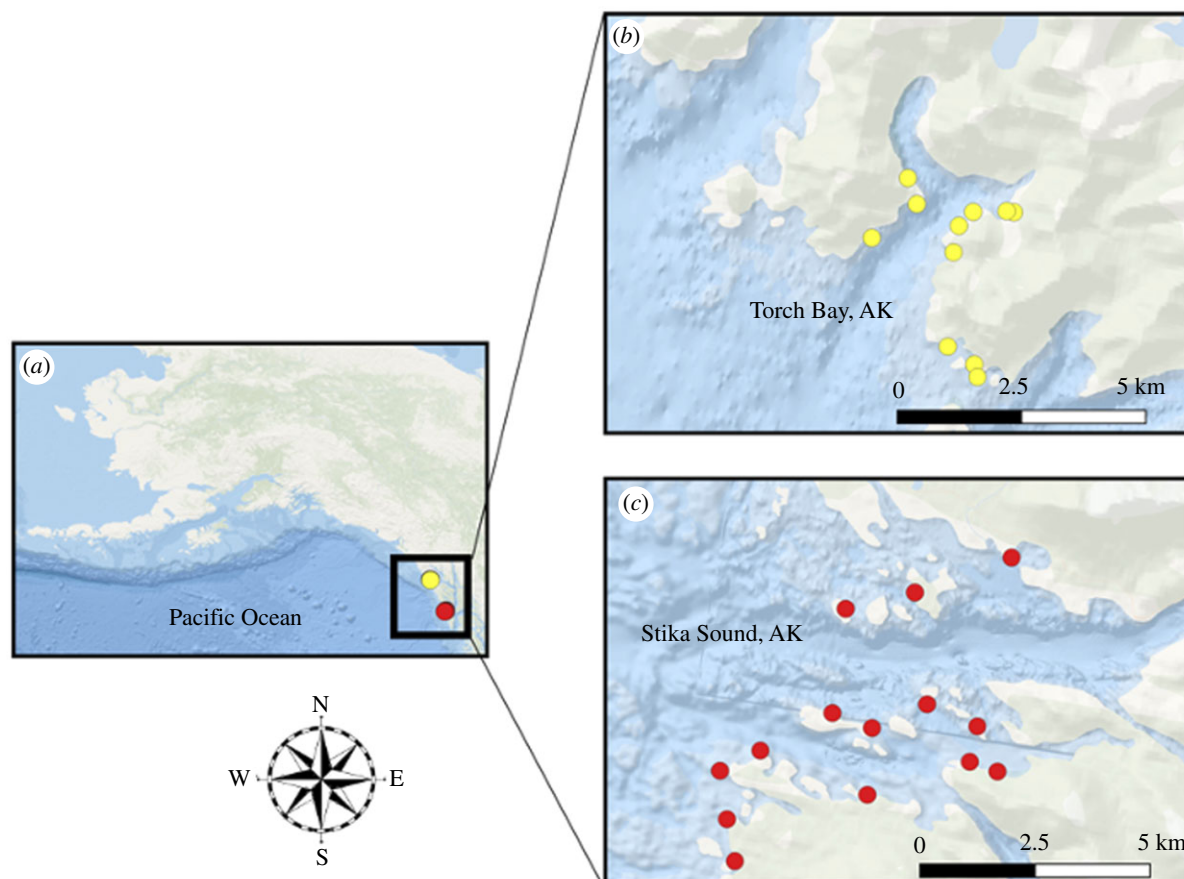 (a)
Pacific Ocean
N
W
E
S
(b)
Torch Bay, AK
0 2.5 5 km
(c)
Stika Sound, AK
0 2.5 5 km